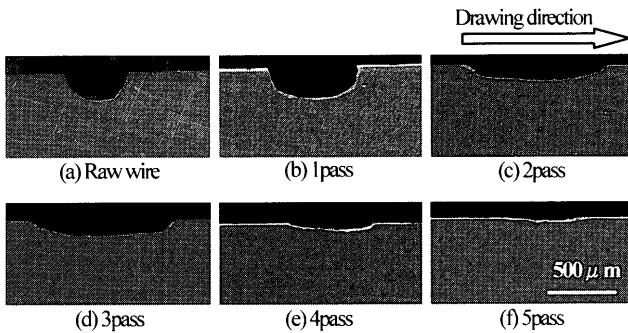 Drawing direction
(a) Raw wire
(b) 1pass
(c) 2pass
(d) 3pass
(e) 4pass
500 μ m
(f) 5pass